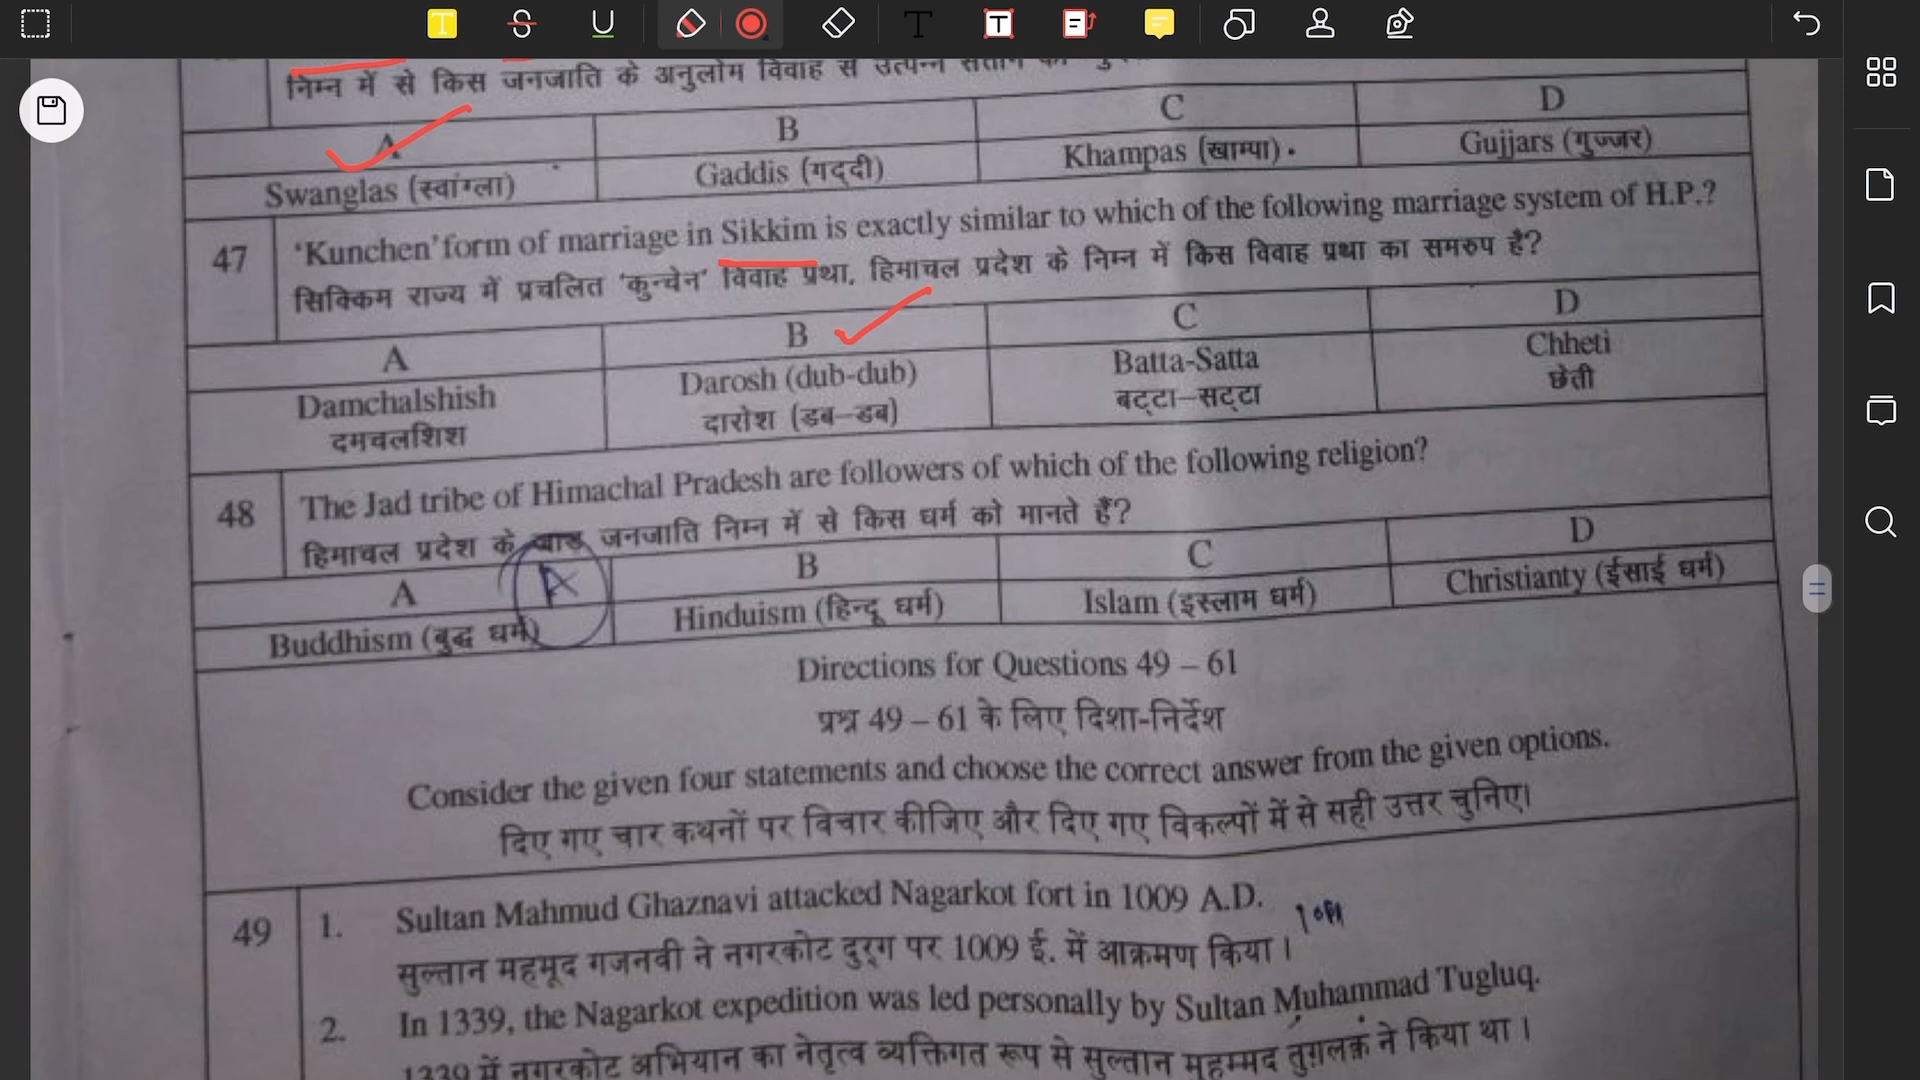 निम्न में से किस जनजाति के अनुलोम विवाह से उत्पन्न
A B C D
Swanglas (स्वांग्ला) Gaddis (गद्दी) Khampas (खाम्पा) Gujjars (गुज्जर)
47 ‘Kunchen’ form of marriage in Sikkim is exactly similar to which of the following marriage system of H.P.?
सिक्किम राज्य में प्रचलित ‘कुन्चेन’ विवाह प्रथा, हिमाचल प्रदेश के निम्न में किस विवाह प्रथा का समरुप है?
A B C D
Damchalshish Darosh (dub-dub) Batta-Satta Chheti
दमचलशिश दारोश (डब–डब) बट्टा–सट्टा छेती
48 The Jad tribe of Himachal Pradesh are followers of which of the following religion?
हिमाचल प्रदेश के जाड जनजाति निम्न में से किस धर्म को मानते हैं?
A A B C D
Buddhism (बुद्ध धर्म) Hinduism (हिन्दू धर्म) Islam (इस्लाम धर्म) Christianty (ईसाई धर्म)
Directions for Questions 49 – 61
प्रश्न 49 – 61 के लिए दिशा-निर्देश
Consider the given four statements and choose the correct answer from the given options.
दिए गए चार कथनों पर विचार कीजिए और दिए गए विकल्पों में से सही उत्तर चुनिए।
49 1. Sultan Mahmud Ghaznavi attacked Nagarkot fort in 1009 A.D.
सुल्तान महमूद गजनवी ने नगरकोट दुर्ग पर 1009 ई. में आक्रमण किया।
2. In 1339, the Nagarkot expedition was led personally by Sultan Muhammad Tugluq.
1339 में नगरकोट अभियान का नेतृत्व व्यक्तिगत रूप से सुल्तान मुहम्मद तुग़लक़ ने किया था।